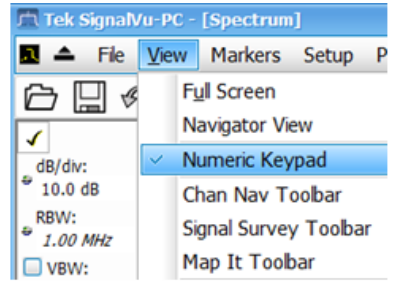 Tek SignalVu-PC - [Spectrum]
File View Markers Setup P
Full Screen
Navigator View
Numeric Keypad
Chan Nav Toolbar
Signal Survey Toolbar
Map It Toolbar
dB/div:
10.0 dB
RBW:
1.00 MHz
VBW: